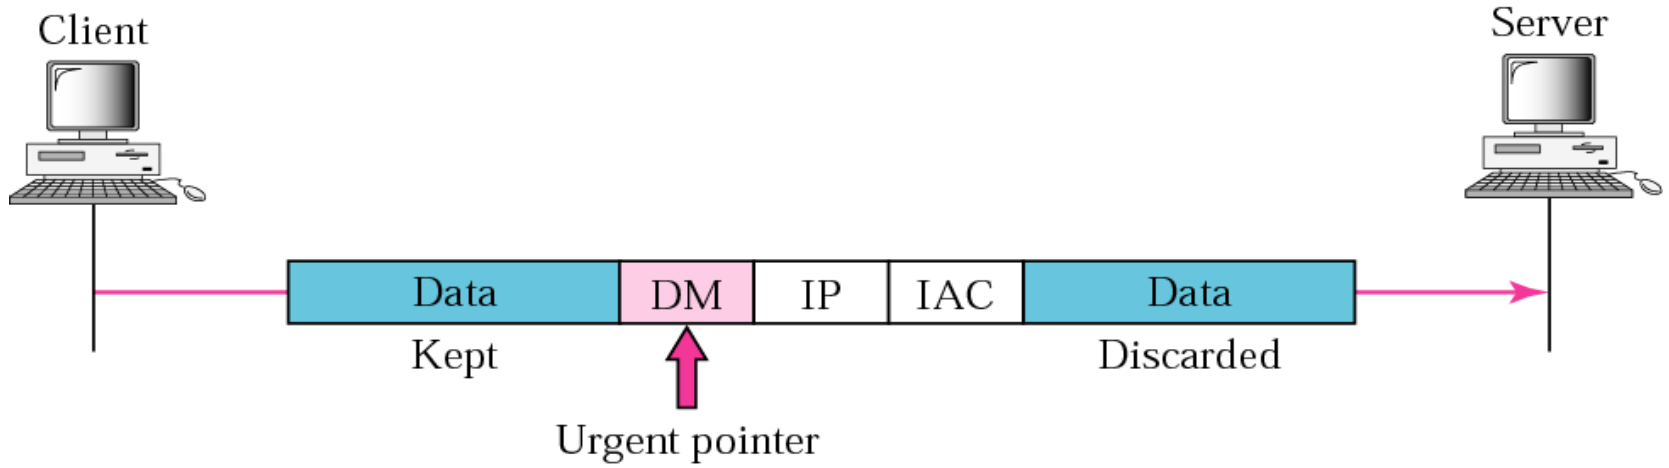 Client
Server
Data DM IP IAC Data
Kept
Discarded
Urgent pointer